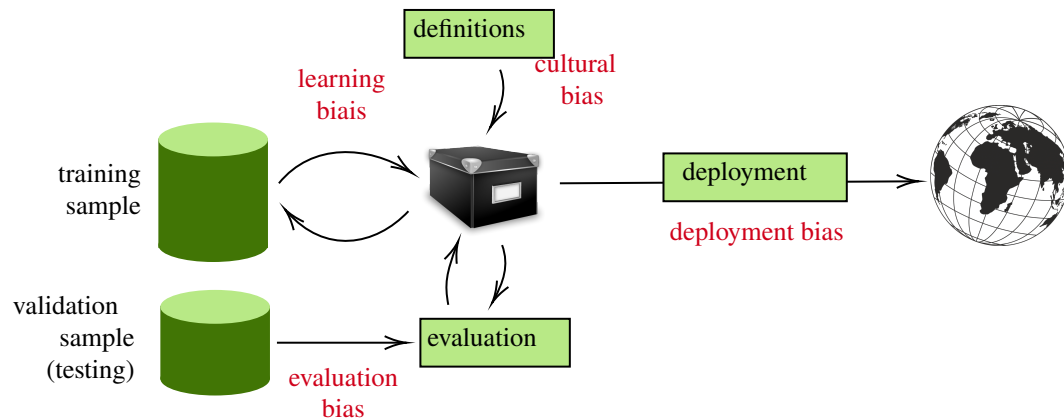 definitions
cultural
bias
learning
biais
training
sample
deployment
deployment bias
validation
sample
(testing)
evaluation
evaluation
bias